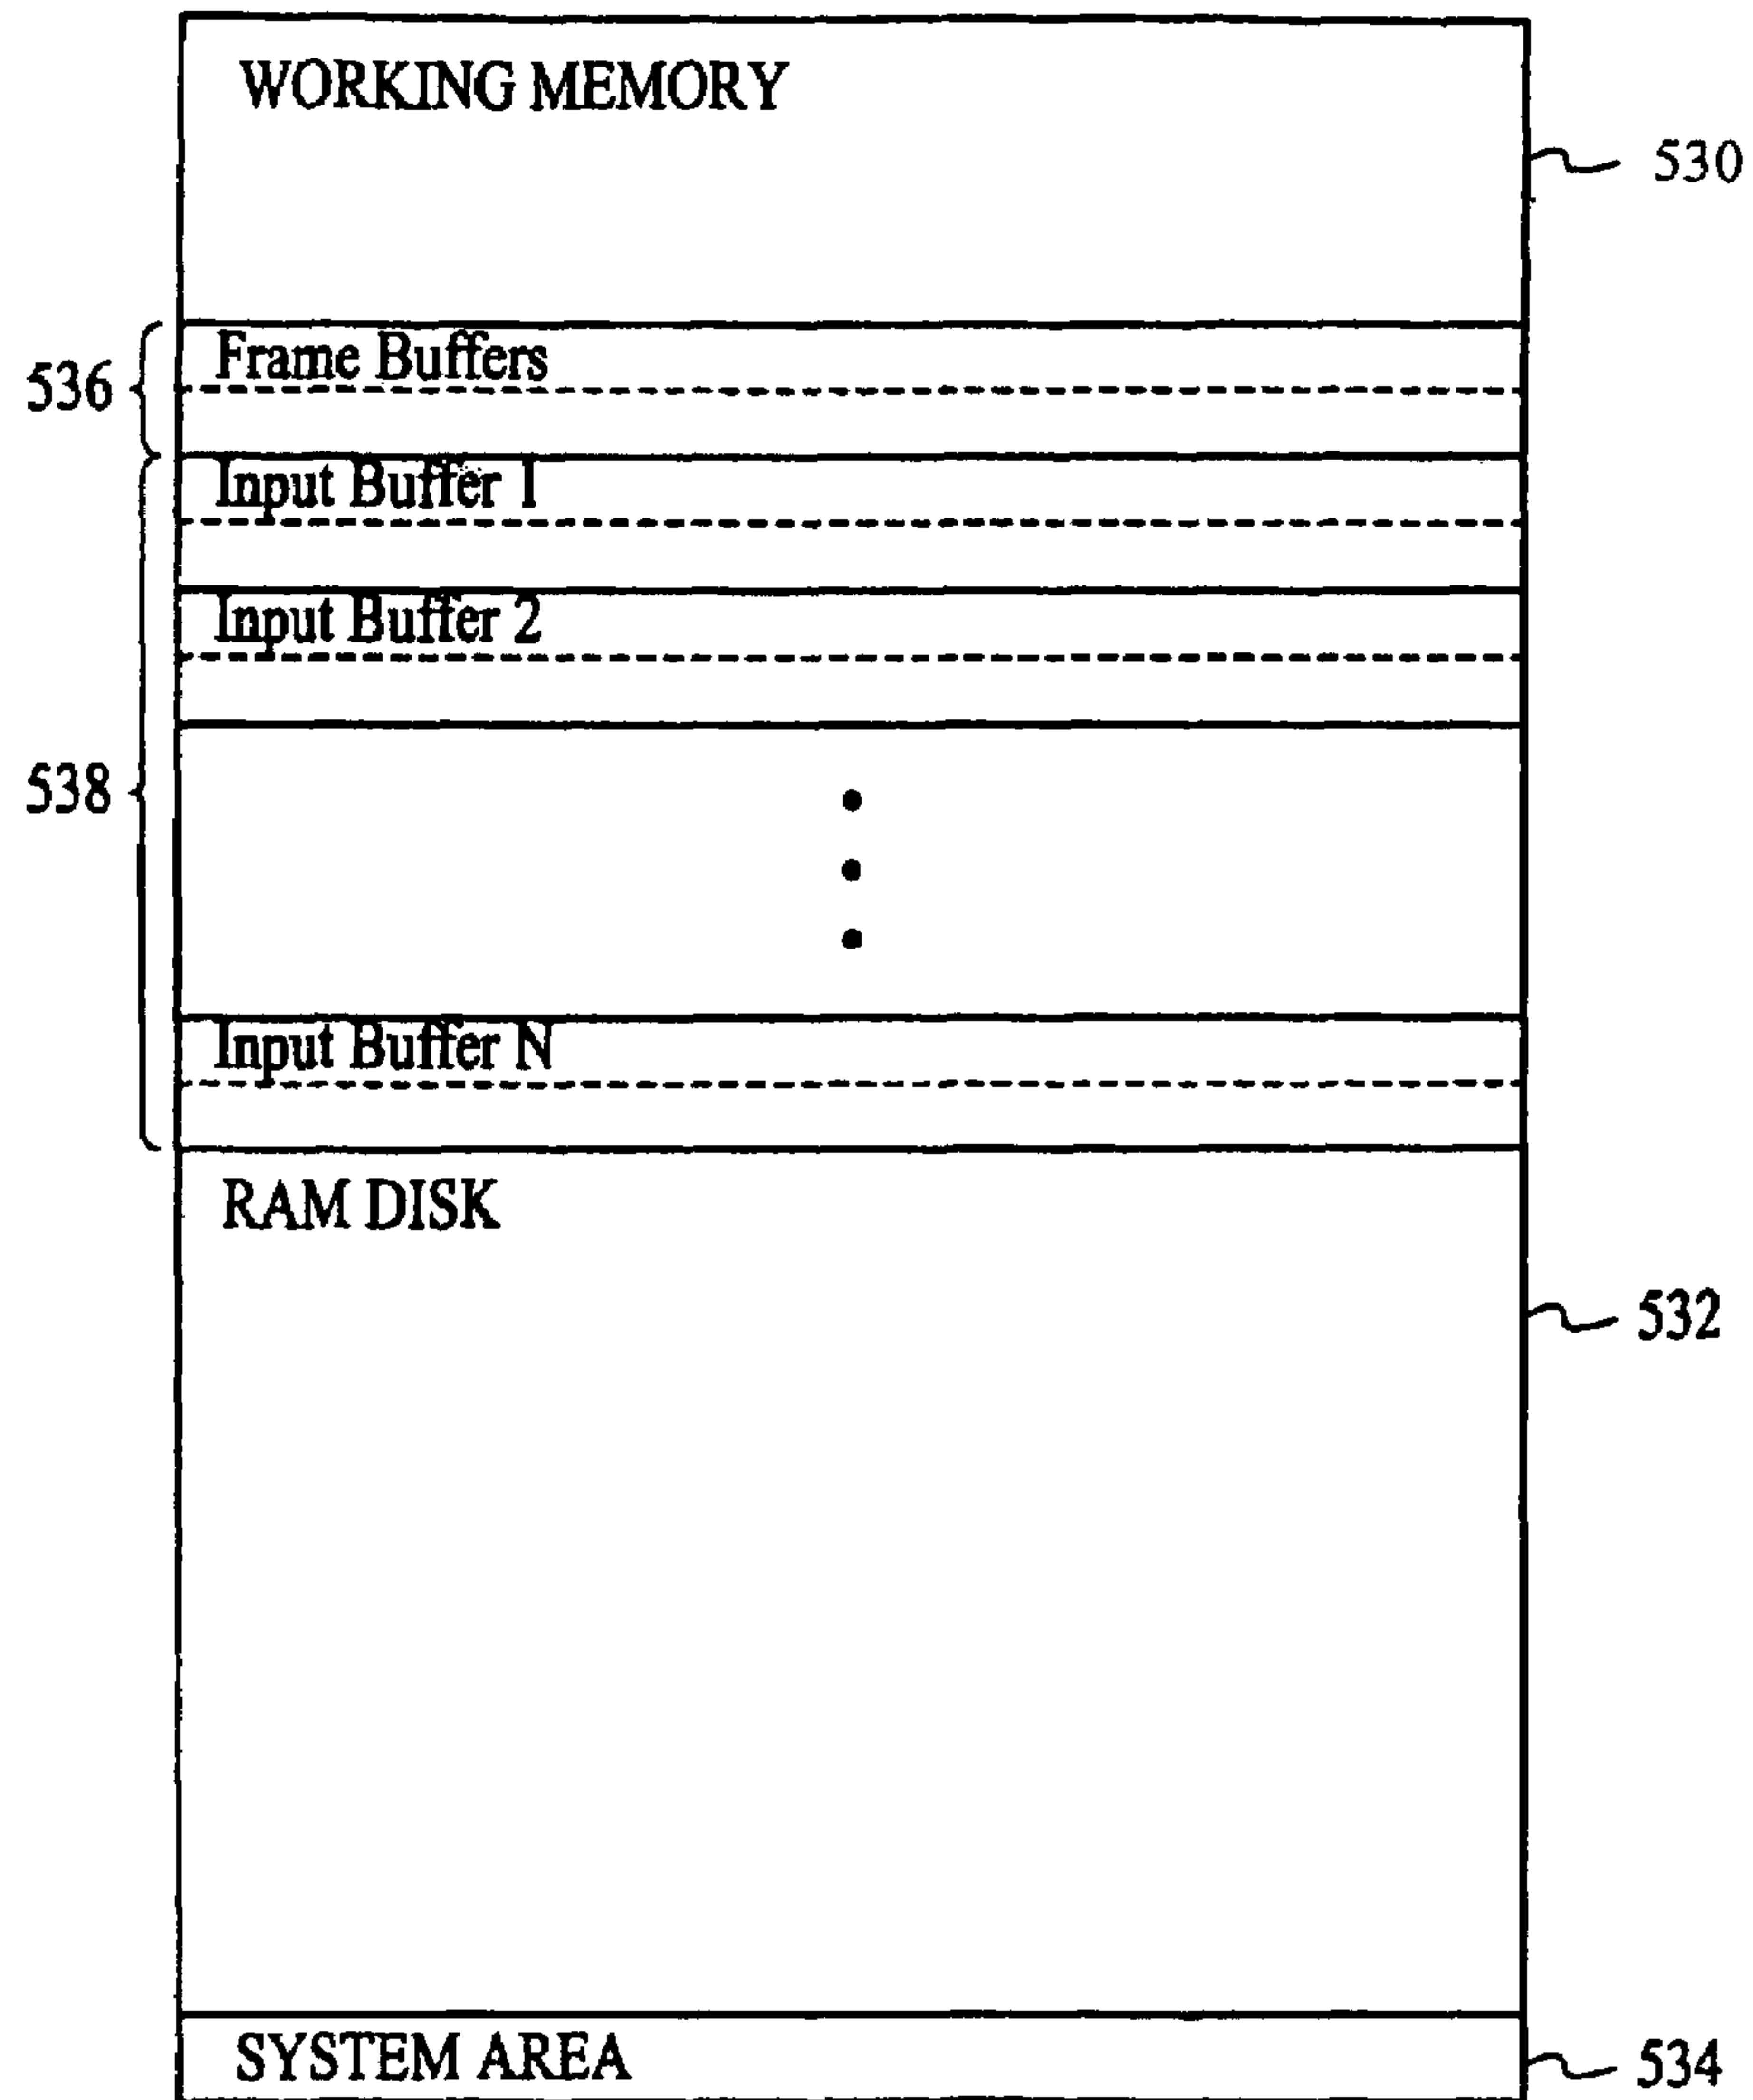 WORKING MEMORY
530
Frame Buffers
536
Input Buffer 1
Input Buffer 2
538
Input Buffer N
RAM DISK
532
SYSTEM AREA
534